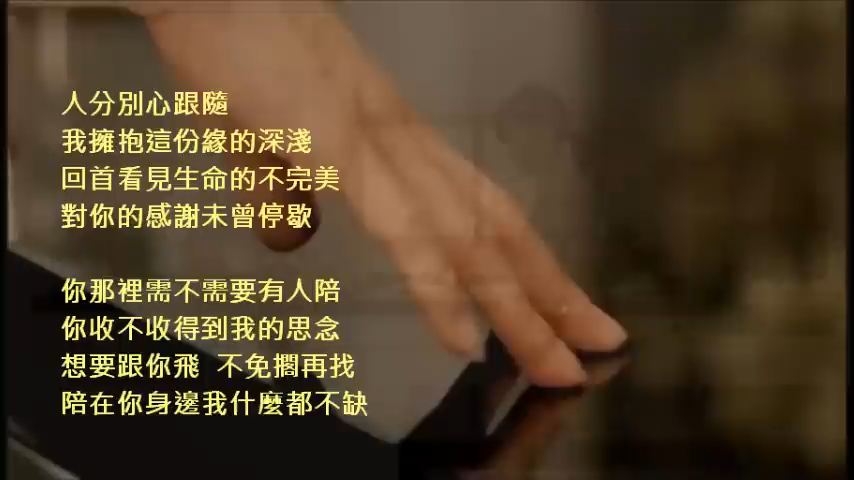 人分別心跟隨
我擁抱這份緣的深淺
回首看見生命的不完美
對你的感謝未曾停歇
你那裡需不需要有人陪
你收不收得到我的思念
想要跟你飛 不免擱再找
陪在你身邊我什麼都不缺